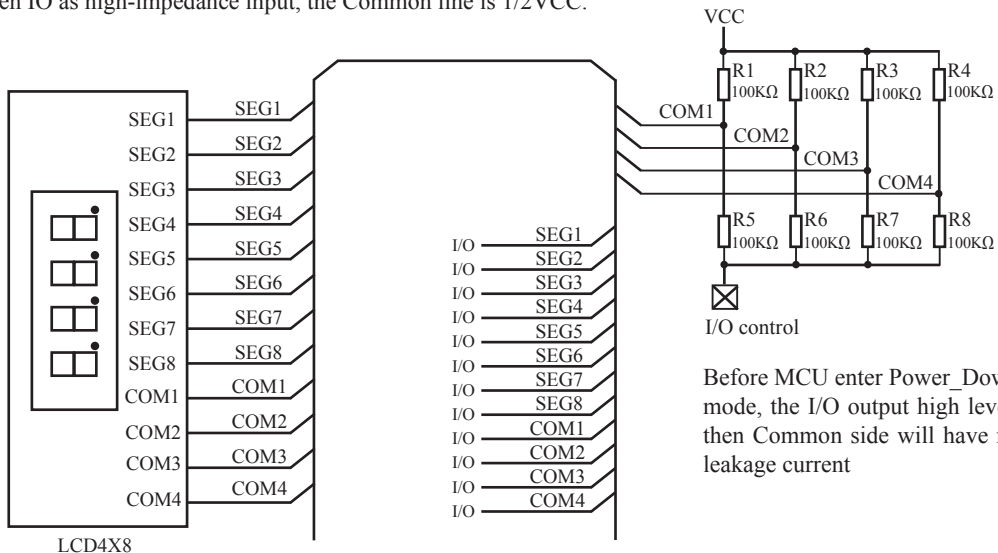 en IO as high-impedance input, the Common line is 1/2VCC.
VCC
R1
100KΩ
R2
100KΩ
R3
100KΩ
R4
100KΩ
COM1
COM2
COM3
COM4
R5
100KΩ
R6
100KΩ
R7
100KΩ
R8
100KΩ
I/O control
SEG1 SEG1
SEG2 SEG2
SEG3 SEG3
SEG4 SEG4
SEG5 SEG5
SEG6 SEG6
SEG7 SEG7
SEG8 SEG8
COM1 COM1
COM2 COM2
COM3 COM3
COM4 COM4
LCD4X8
I/O SEG1
I/O SEG2
I/O SEG3
I/O SEG4
I/O SEG5
I/O SEG6
I/O SEG7
I/O SEG8
I/O COM1
I/O COM2
I/O COM3
I/O COM4
Before MCU enter Power_Dow
mode, the I/O output high leve
then Common side will have
leakage current